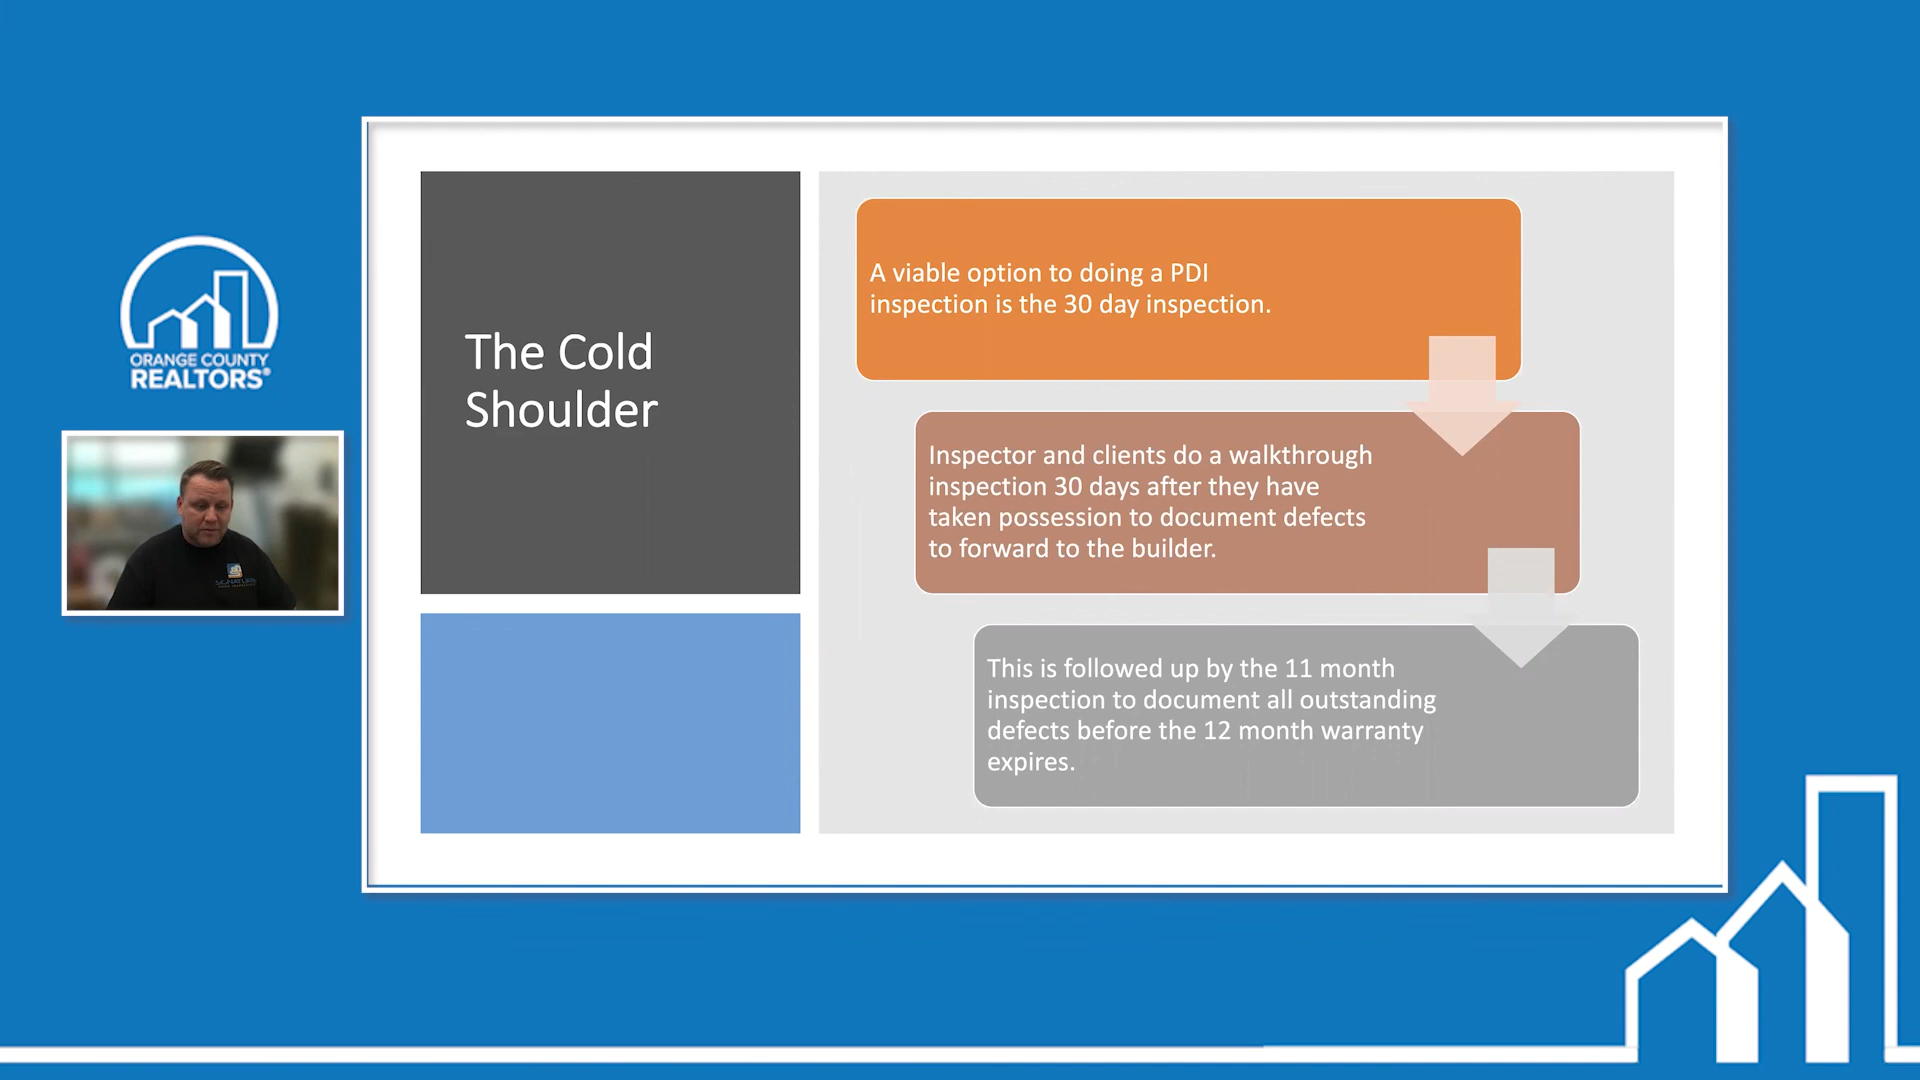 ORANGE COUNTY
REALTORS®
The Cold
Shoulder
A viable option to doing a PDI
inspection is the 30 day inspection.
Inspector and clients do a walkthrough
inspection 30 days after they have
taken possession to document defects
to forward to the builder.
This is followed up by the 11 month
inspection to document all outstanding
defects before the 12 month warranty
expires.
SIGNATURE